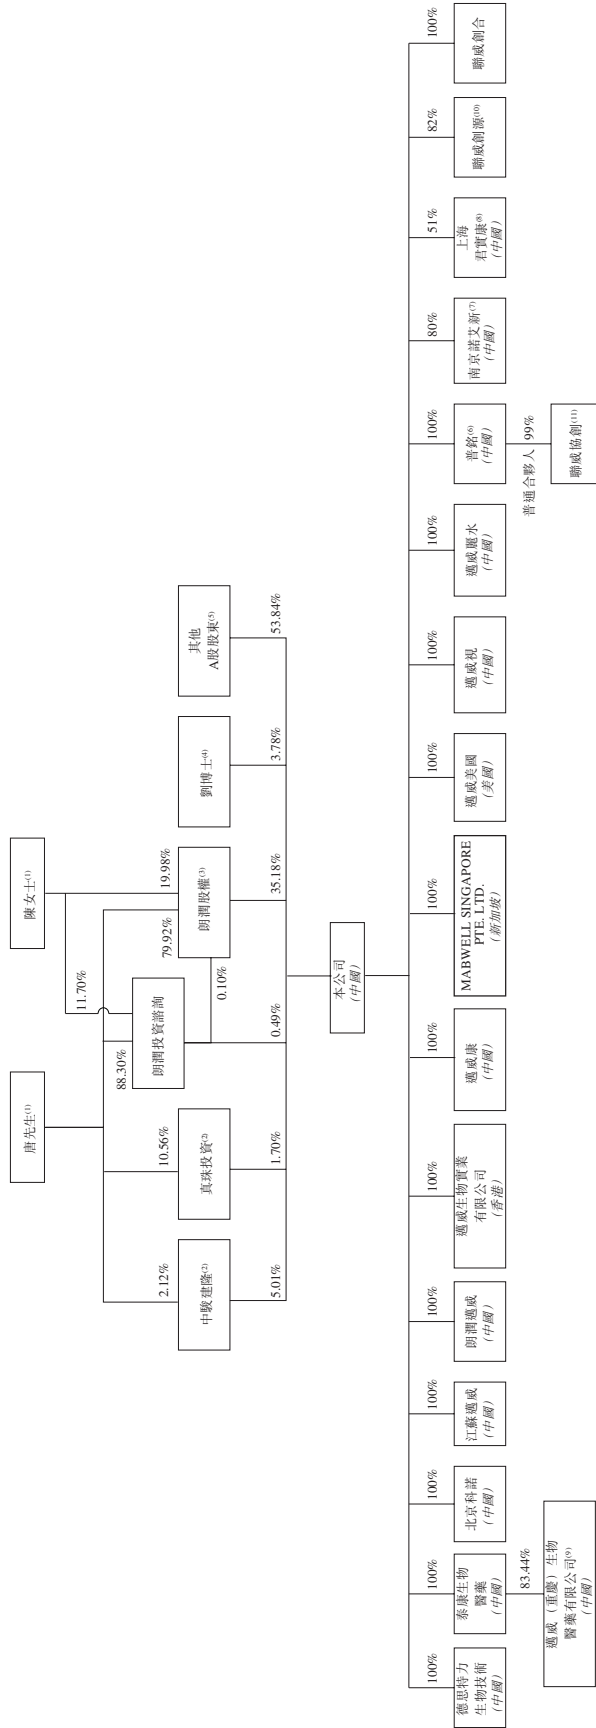 唐先生(1)
陳女士(1)
11.70%
88.30%
2.12%
10.56%
79.92%
19.98%
中駿建隆(2)
真珠投資(2)
朗潤投資諮詢
朗潤股權(3)
劉博士(4)
其他
A股股東(5)
0.10%
5.01%
1.70%
0.49%
35.18%
3.78%
53.84%
本公司
(中國)
100%
100%
100%
100%
100%
100%
100%
100%
100%
100%
100%
100%
80%
51%
82%
100%
德思特力
生物技術
(中國)
泰康生物
醫藥
(中國)
北京科諾
(中國)
江蘇邁威
(中國)
朗潤邁威
(中國)
邁威生物實業
有限公司
(香港)
邁威康
(中國)
MABWELL SINGAPORE
PTE. LTD.
(新加坡)
邁威美國
(美國)
邁威視
(中國)
邁威麗水
(中國)
普銘(6)
(中國)
南京諾艾新(7)
(中國)
上海
君實康(8)
(中國)
聯威創源(10)
聯威創合
83.44%
普通合夥人 99%
邁威（重慶）生物
醫藥有限公司(9)
(中國)
聯威協創(11)